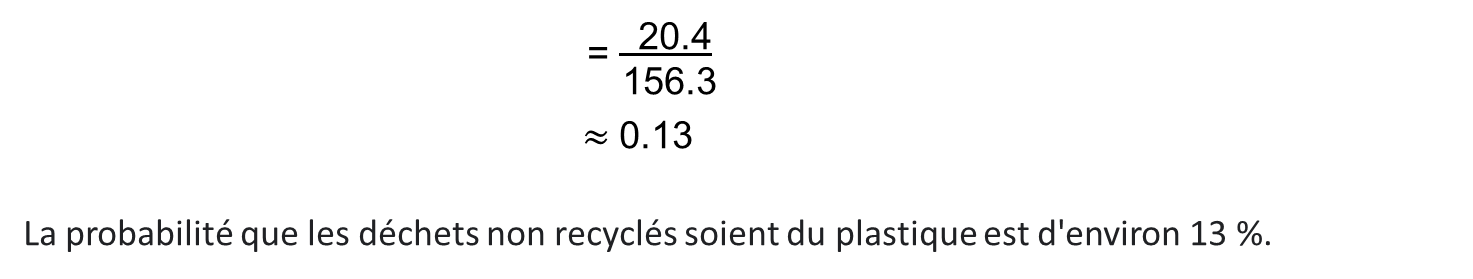 = 20.4
156.3
≈ 0.13
La probabilité que les déchets non recyclés soient du plastique est d'environ 13 %.